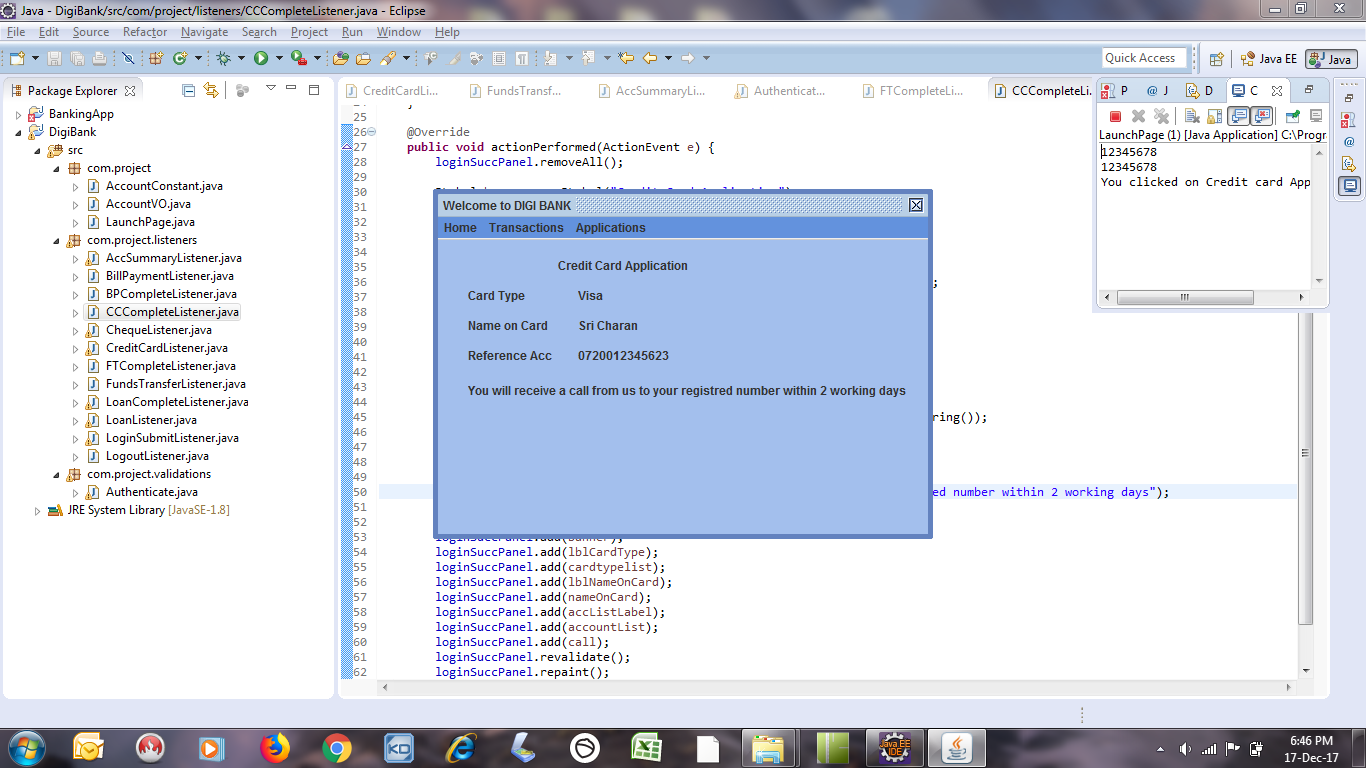 Java - DigiBank/src/com/project/listeners/CCCompleteListener.java - Eclipse
File Edit Source Refactor Navigate Search Project Run Window Help
Quick Access
Java EE
Java
Package Explorer
BankingApp
DigiBank
src
com.project
AccountConstant.java
AccountVO.java
LaunchPage.java
com.project.listeners
AccSummaryListener.java
BillPaymentListener.java
BPCompleteListener.java
CCCompleteListener.java
ChequeListener.java
CreditCardListener.java
FTCompleteListener.java
FundsTransferListener.java
LoanCompleteListener.java
LoanListener.java
LoginSubmitListener.java
LogoutListener.java
com.project.validations
Authenticate.java
JRE System Library [JavaSE-1.8]
CreditCardLi... FundsTransf... AccSummaryLi... Authenticat... FTCompleteLi... CCCompleteLi...
25
26 @Override
27 public void actionPerformed(ActionEvent e) {
28 loginSuccPanel.removeAll();
29
30
31
32
33
34
35
36 ;
37
38
39
40
41
42
43
44
45 ring());
46
47
48
49
50 ed number within 2 working days");
51
52
53 loginSuccPanel.add(banner);
54 loginSuccPanel.add(lblCardType);
55 loginSuccPanel.add(cardtypelist);
56 loginSuccPanel.add(lblNameOnCard);
57 loginSuccPanel.add(nameOnCard);
58 loginSuccPanel.add(accListLabel);
59 loginSuccPanel.add(accountList);
60 loginSuccPanel.add(call);
61 loginSuccPanel.revalidate();
62 loginSuccPanel.repaint();
Welcome to DIGI BANK
Home Transactions Applications
Credit Card Application
Card Type Visa
Name on Card Sri Charan
Reference Acc 0720012345623
You will receive a call from us to your registred number within 2 working days
P J D C
LaunchPage (1) [Java Application] C:\Progr
12345678
12345678
You clicked on Credit card App
KD
Java EE
IDE
6:46 PM
17-Dec-17